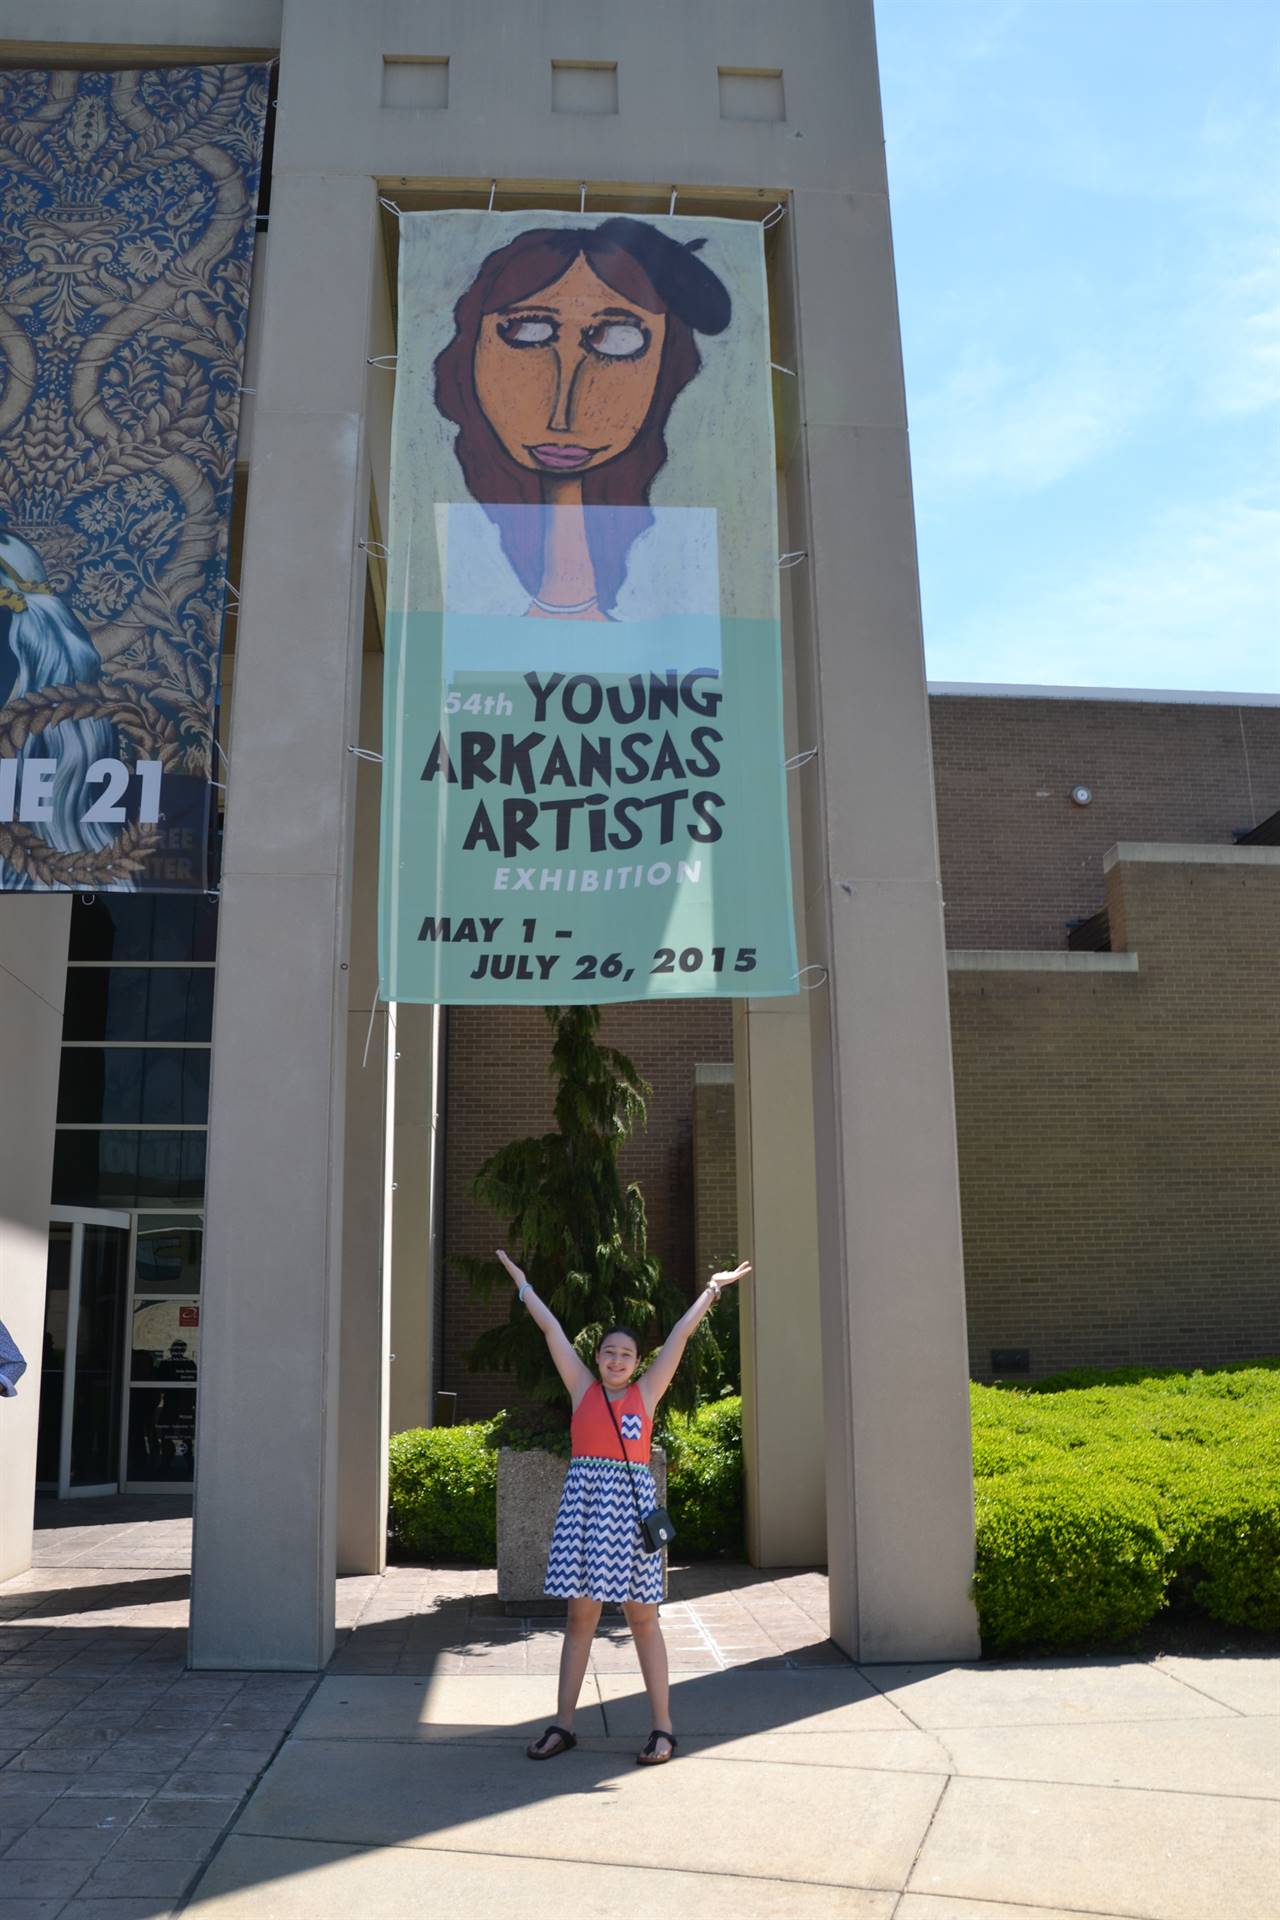 54th YOUNG
ARKANSAS
ARTiSTS
EXHIBITION
MAY 1 –
JULY 26, 2015
21